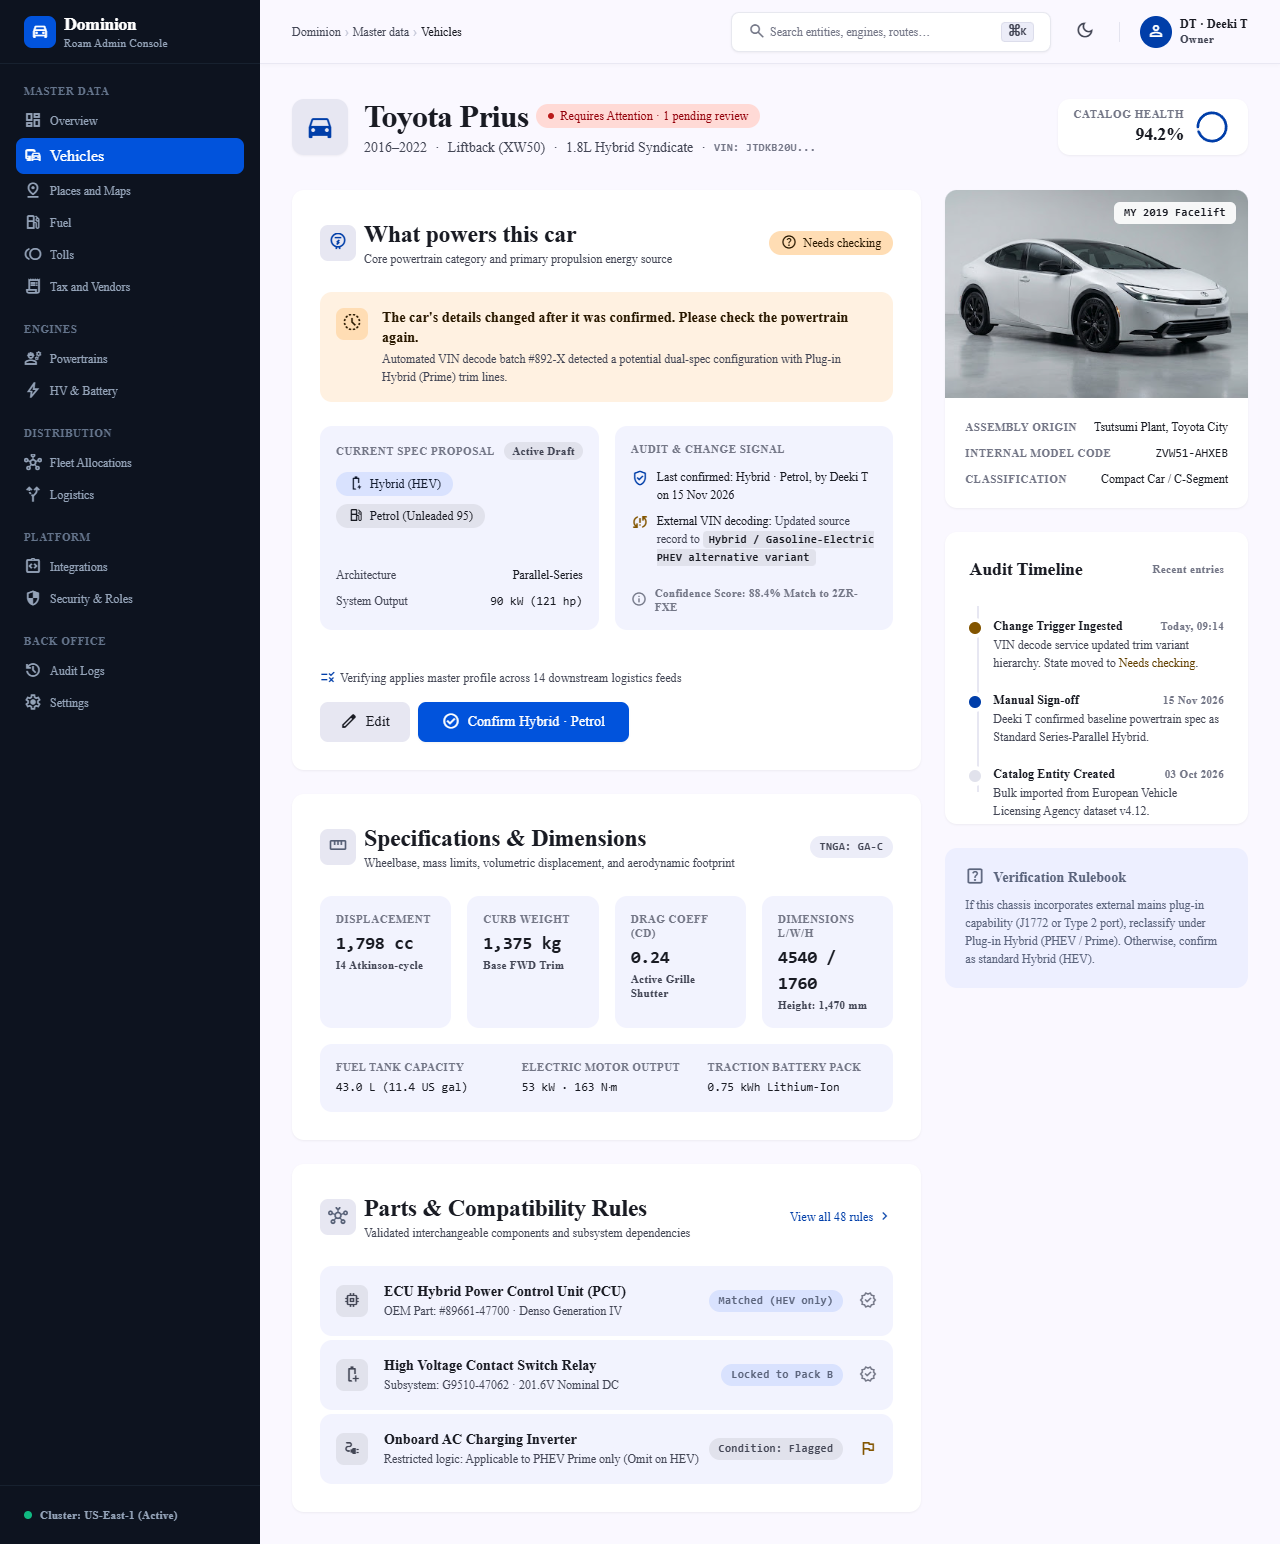 Dominion
Roam Admin Console
MASTER DATA
Overview
Vehicles
Places and Maps
Fuel
Tolls
Tax and Vendors
ENGINES
Powertrains
HV & Battery
DISTRIBUTION
Fleet Allocations
Logistics
PLATFORM
Integrations
Security & Roles
BACK OFFICE
Audit Logs
Settings
Cluster: US-East-1 (Active)
Dominion › Master data › Vehicles
Search entities, engines, routes...
⌘K
DT · Deeki T
Owner
Toyota Prius
Requires Attention · 1 pending review
2016–2022 · Liftback (XW50) · 1.8L Hybrid Syndicate · VIN: JTDKB20U...
CATALOG HEALTH
94.2%
What powers this car
Core powertrain category and primary propulsion energy source
Needs checking
The car's details changed after it was confirmed. Please check the powertrain
again.
Automated VIN decode batch #892-X detected a potential dual-spec configuration with Plug-in
Hybrid (Prime) trim lines.
CURRENT SPEC PROPOSAL
Active Draft
Hybrid (HEV)
Petrol (Unleaded 95)
Architecture
Parallel-Series
System Output
90 kW (121 hp)
AUDIT & CHANGE SIGNAL
Last confirmed: Hybrid · Petrol, by Deeki T
on 15 Nov 2026
External VIN decoding: Updated source
record to Hybrid / Gasoline-Electric
PHEV alternative variant
Confidence Score: 88.4% Match to 2ZR-
FXE
Verifying applies master profile across 14 downstream logistics feeds
Edit
Confirm Hybrid · Petrol
Specifications & Dimensions
Wheelbase, mass limits, volumetric displacement, and aerodynamic footprint
TNGA: GA-C
DISPLACEMENT
1,798 cc
I4 Atkinson-cycle
CURB WEIGHT
1,375 kg
Base FWD Trim
DRAG COEFF
(CD)
0.24
Active Grille
Shutter
DIMENSIONS
L/W/H
4540 /
1760
Height: 1,470 mm
FUEL TANK CAPACITY
43.0 L (11.4 US gal)
ELECTRIC MOTOR OUTPUT
53 kW · 163 N·m
TRACTION BATTERY PACK
0.75 kWh Lithium-Ion
Parts & Compatibility Rules
Validated interchangeable components and subsystem dependencies
View all 48 rules
ECU Hybrid Power Control Unit (PCU)
OEM Part: #89661-47700 · Denso Generation IV
Matched (HEV only)
High Voltage Contact Switch Relay
Subsystem: G9510-47062 · 201.6V Nominal DC
Locked to Pack B
Onboard AC Charging Inverter
Restricted logic: Applicable to PHEV Prime only (Omit on HEV)
Condition: Flagged
MY 2019 Facelift
ASSEMBLY ORIGIN
Tsutsumi Plant, Toyota City
INTERNAL MODEL CODE
ZVW51-AHXEB
CLASSIFICATION
Compact Car / C-Segment
Audit Timeline
Recent entries
Change Trigger Ingested
Today, 09:14
VIN decode service updated trim variant
hierarchy. State moved to Needs checking.
Manual Sign-off
15 Nov 2026
Deeki T confirmed baseline powertrain spec as
Standard Series-Parallel Hybrid.
Catalog Entity Created
03 Oct 2026
Bulk imported from European Vehicle
Licensing Agency dataset v4.12.
Verification Rulebook
If this chassis incorporates external mains plug-in
capability (J1772 or Type 2 port), reclassify under
Plug-in Hybrid (PHEV / Prime). Otherwise, confirm
as standard Hybrid (HEV).